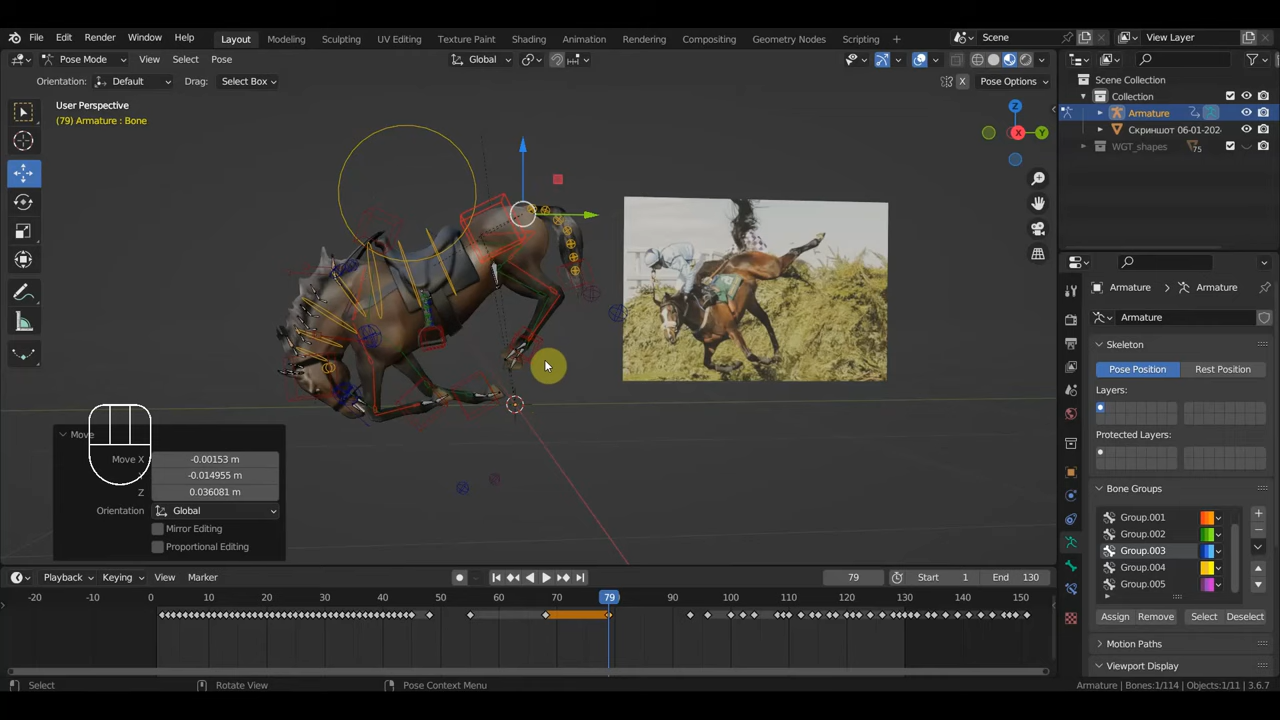 File Edit Render Window Help Layout Modeling Sculpting UV Editing Texture Paint Shading Animation Rendering Compositing Geometry Nodes Scripting + Scene View Layer
Pose Mode View Select Pose Global
Orientation: Default Drag: Select Box X Pose Options
User Perspective
(79) Armature : Bone
Z
X
Y
Scene Collection
Collection
Armature
Скриншот 06-01-202
WGT_shapes 75
Armature Armature
Armature
Skeleton
Pose Position Rest Position
Layers:
Protected Layers:
Bone Groups
Group.001
Group.002
Group.003
Group.004
Group.005
Assign Remove Select Deselect
Motion Paths
Viewport Display
Move
Move X -0.00153 m
-0.014955 m
Z 0.036081 m
Orientation Global
Mirror Editing
Proportional Editing
Playback Keying View Marker 79 Start 1 End 130
-20 -10 0 10 20 30 40 50 60 70 79 90 100 110 120 130 140 150
Select Rotate View Pose Context Menu Armature | Bones:1/114 | Objects:1/11 | 3.6.7